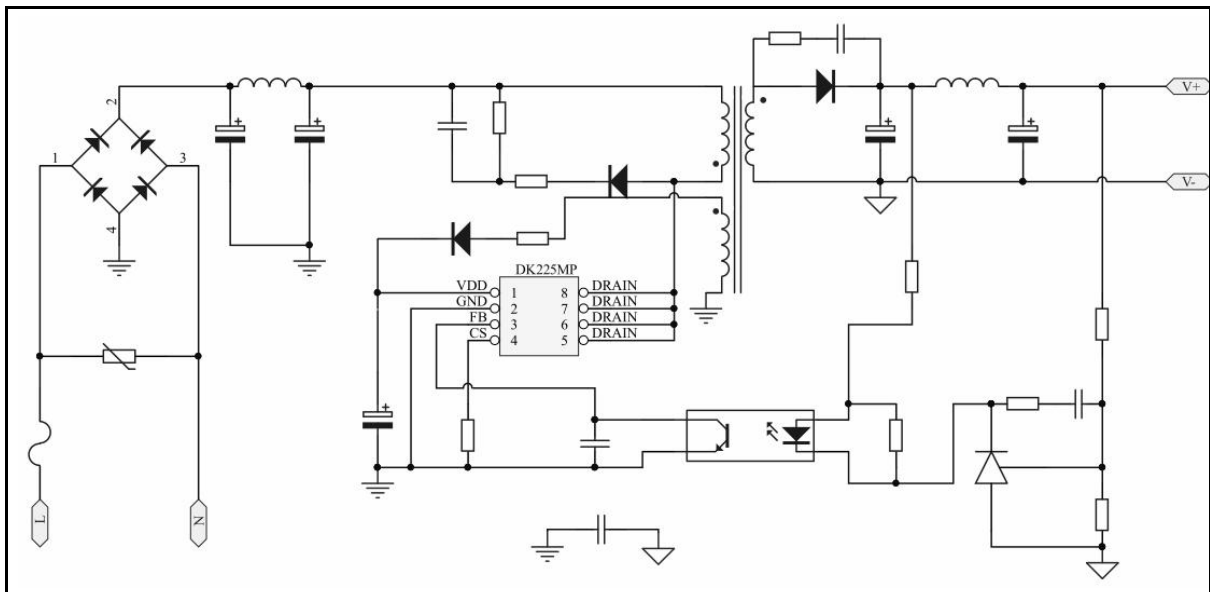 V+
V-
2
1
3
4
DK225MP
VDD 1 8 DRAIN
GND 2 7 DRAIN
FB 3 6 DRAIN
CS 4 5 DRAIN
+
+
+
+
+
L
N